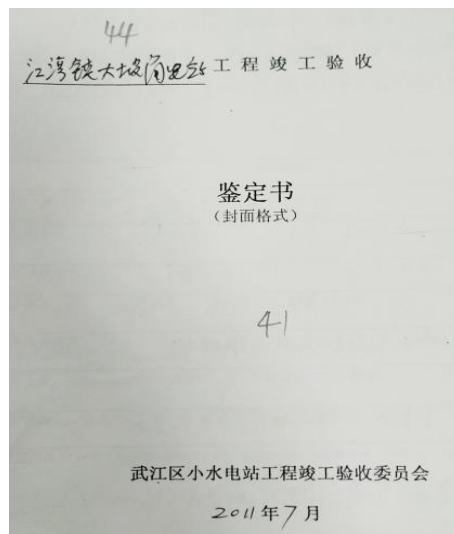 44
江湾镇大坡面电站工程竣工验收
鉴定书
（封面格式）
41
武江区小水电站工程竣工验收委员会
2011年7月